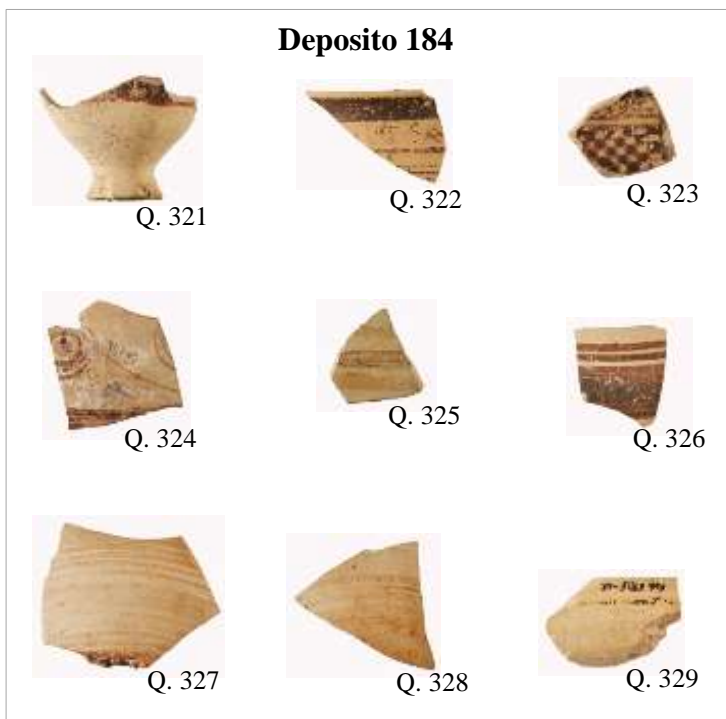 Deposito 184
Q. 321
Q. 322
Q. 323
Q. 324
Q. 325
Q. 326
Q. 327
Q. 328
Q. 329